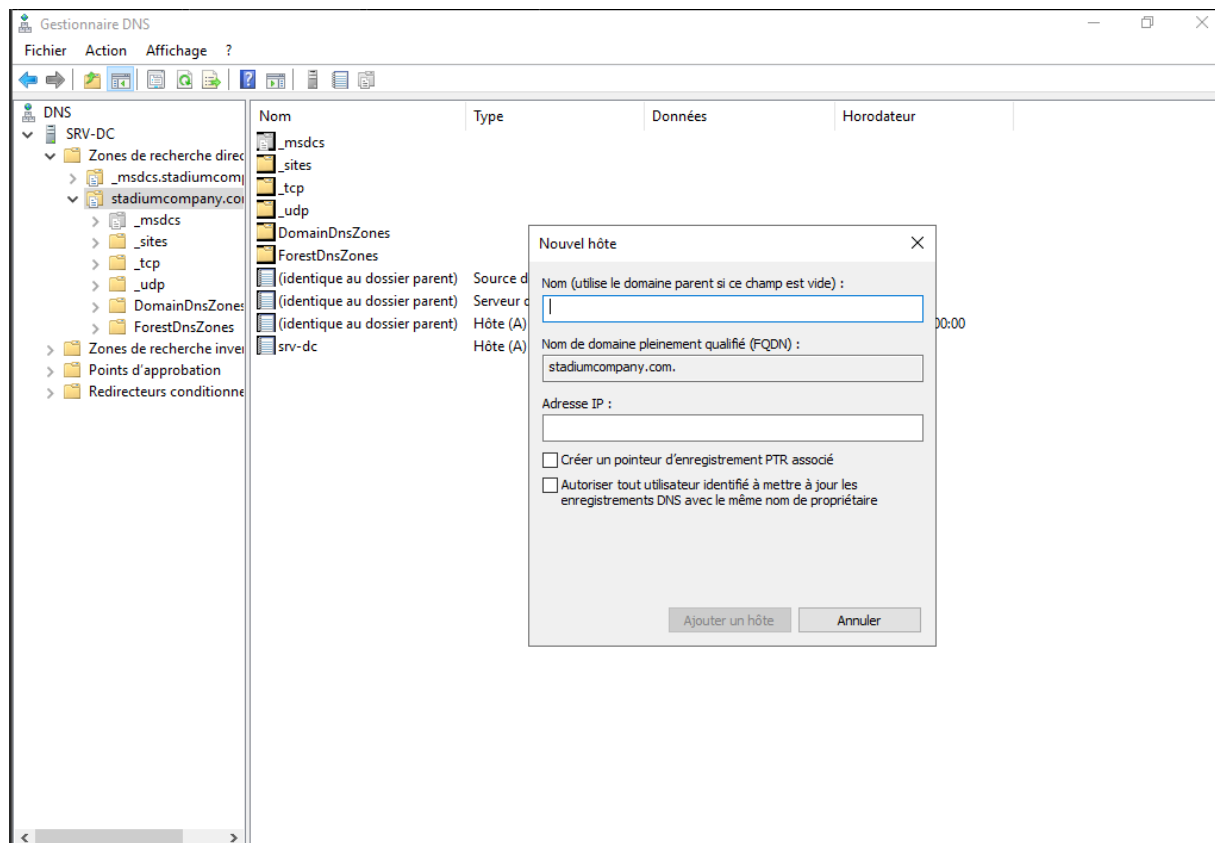 Gestionnaire DNS
Fichier Action Affichage ?
DNS
SRV-DC
Zones de recherche direc
_msdcs.stadiumcomp
stadiumcompany.co
_msdcs
_sites
_tcp
_udp
DomainDnsZones
ForestDnsZones
Zones de recherche inver
Points d'approbation
Redirecteurs conditionne
Nom Type Données Horodateur
_msdcs
_sites
_tcp
_udp
DomainDnsZones
ForestDnsZones
(identique au dossier parent) Source d
(identique au dossier parent) Serveur
(identique au dossier parent) Hôte (A) 00:00
srv-dc Hôte (A)
Nouvel hôte
Nom (utilise le domaine parent si ce champ est vide) :
Nom de domaine pleinement qualifié (FQDN) :
stadiumcompany.com.
Adresse IP :
Créer un pointeur d'enregistrement PTR associé
Autoriser tout utilisateur identifié à mettre à jour les
enregistrements DNS avec le même nom de propriétaire
Ajouter un hôte Annuler